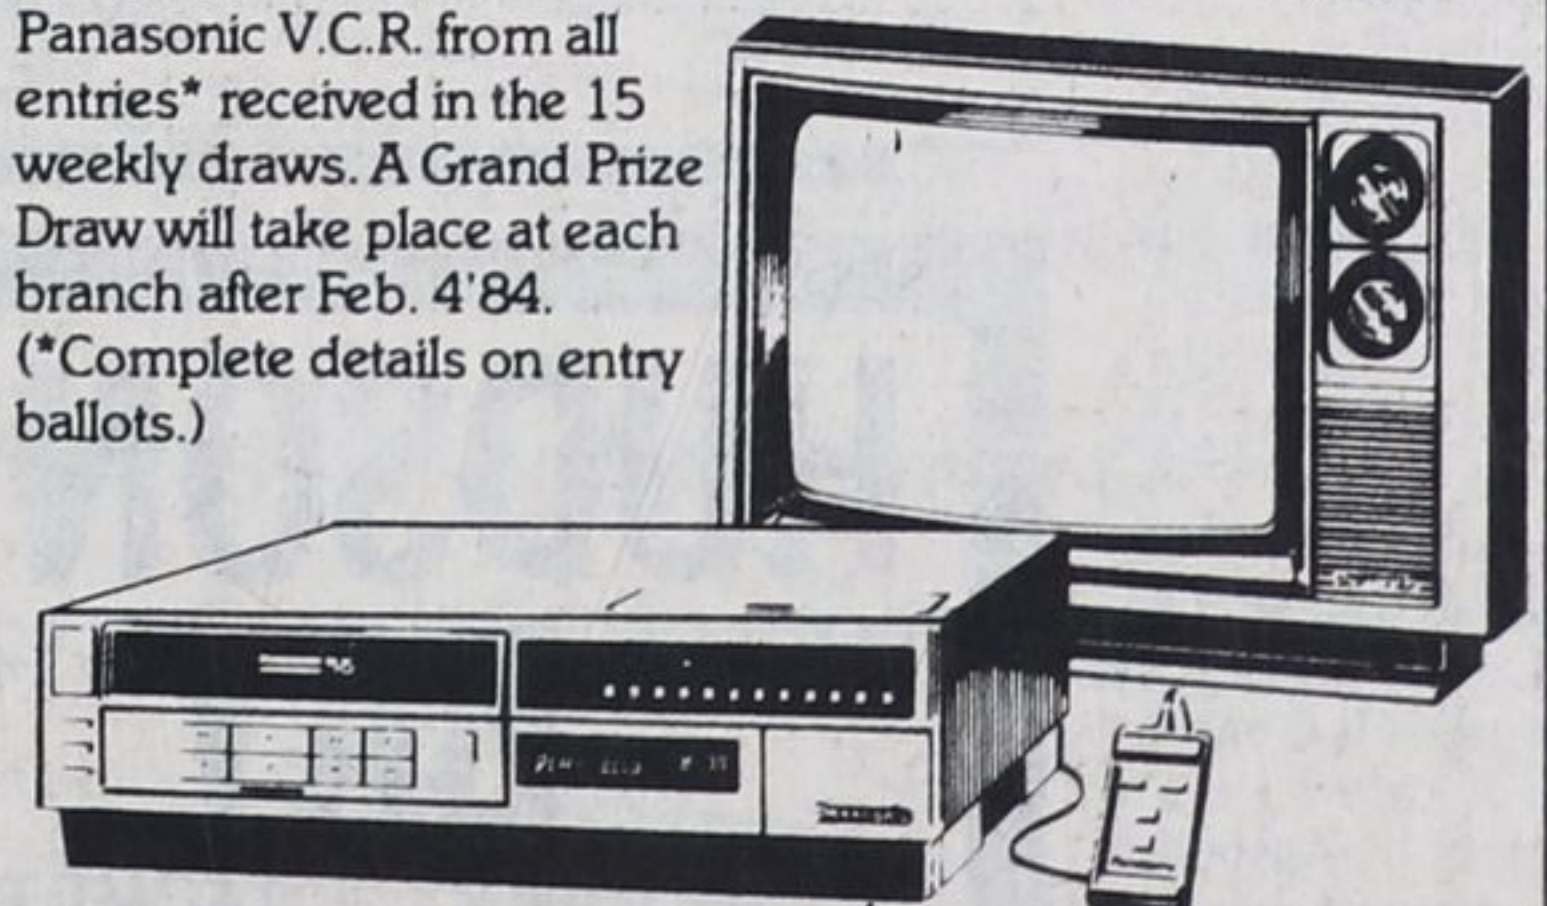 Panasonic V.C.R. from all
entries* received in the 15
weekly draws. A Grand Prize
Draw will take place at each
branch after Feb. 4'84.
(*Complete details on entry
ballots.)